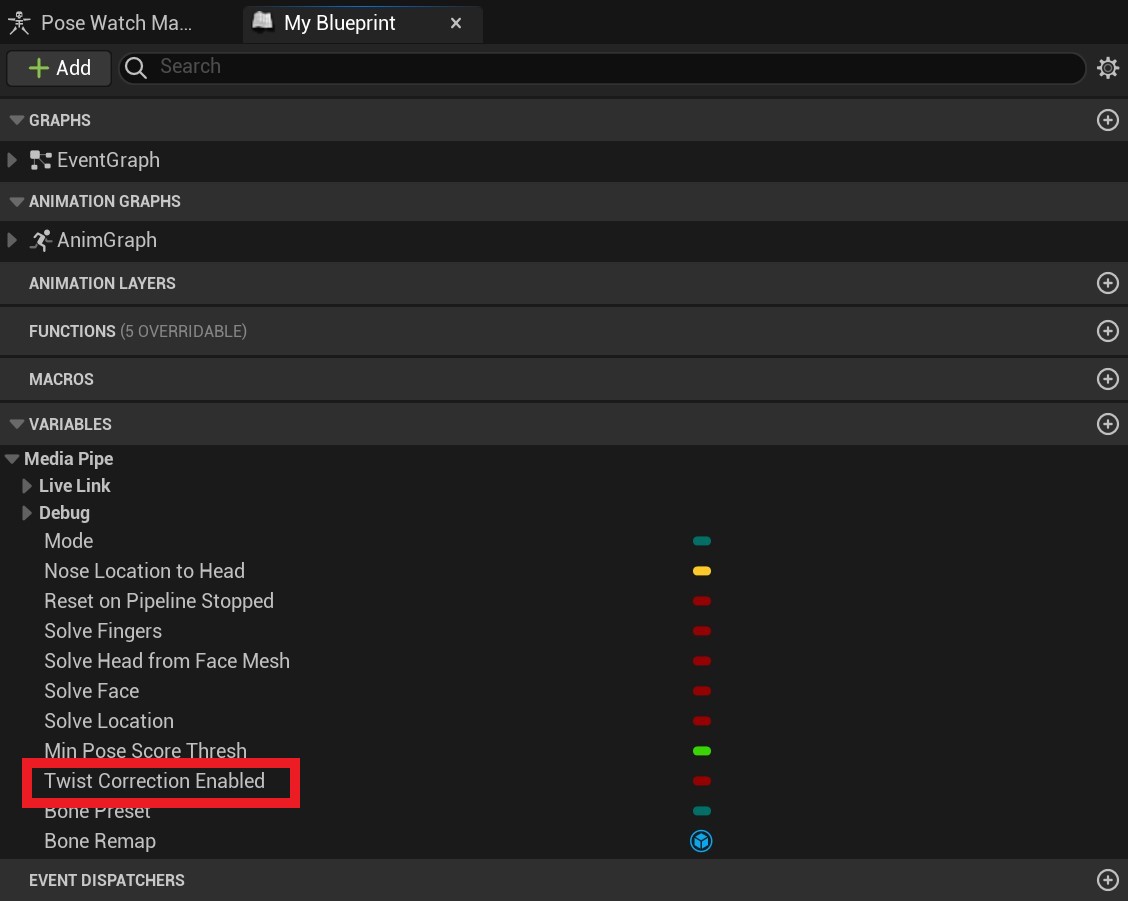 Pose Watch Ma...
My Blueprint
Add
Search
GRAPHS
EventGraph
ANIMATION GRAPHS
AnimGraph
ANIMATION LAYERS
FUNCTIONS (5 OVERRIDABLE)
MACROS
VARIABLES
Media Pipe
Live Link
Debug
Mode
Nose Location to Head
Reset on Pipeline Stopped
Solve Fingers
Solve Head from Face Mesh
Solve Face
Solve Location
Min Pose Score Thresh
Twist Correction Enabled
Bone Preset
Bone Remap
EVENT DISPATCHERS